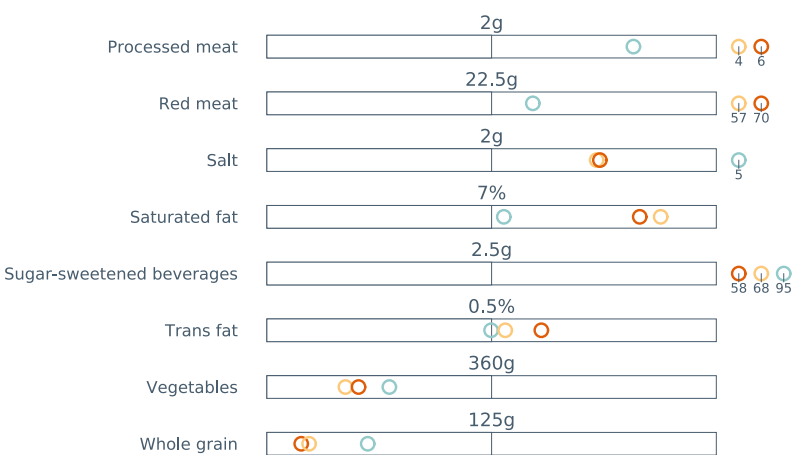 2g
Processed meat
4 6
22.5g
Red meat
57 70
2g
Salt
5
7%
Saturated fat
2.5g
Sugar-sweetened beverages
58 68 95
0.5%
Trans fat
360g
Vegetables
125g
Whole grain